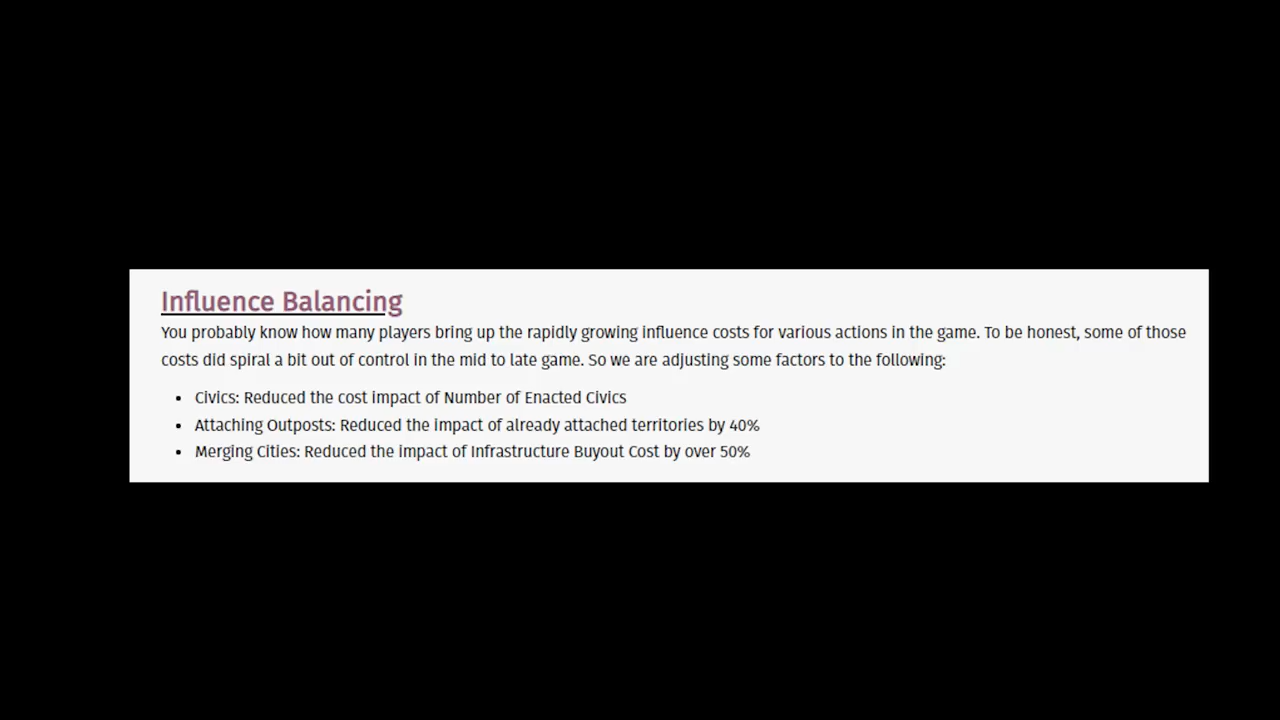 Influence Balancing
You probably know how many players bring up the rapidly growing influence costs for various actions in the game. To be honest, some of those
costs did spiral a bit out of control in the mid to late game. So we are adjusting some factors to the following:
• Civics: Reduced the cost impact of Number of Enacted Civics
• Attaching Outposts: Reduced the impact of already attached territories by 40%
• Merging Cities: Reduced the impact of Infrastructure Buyout Cost by over 50%